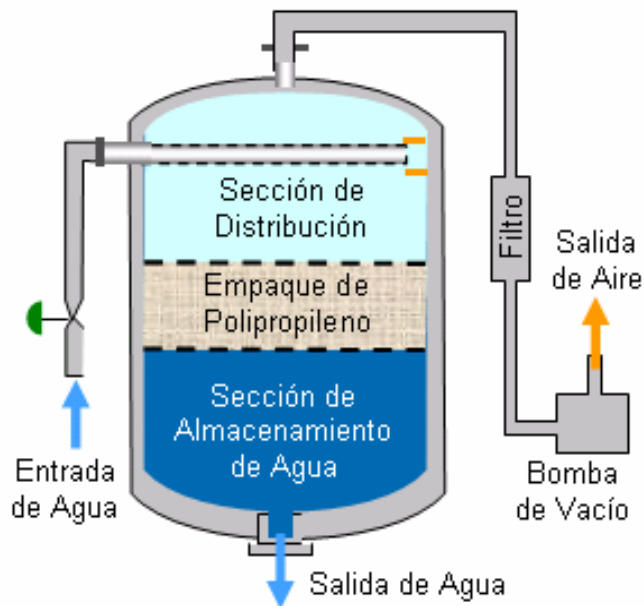 Sección de
Distribución
Empaque de
Polipropileno
Sección de
Almacenamiento
de Agua
Entrada
de Agua
Salida de Agua
Filtro
Salida
de Aire
Bomba
de Vacío